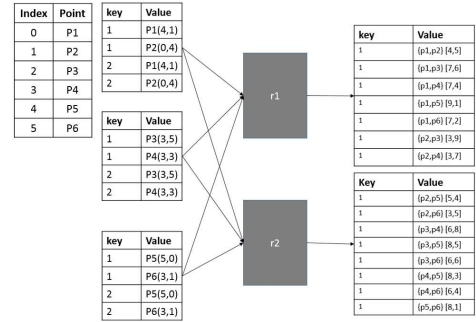 Index Point
0 P1
1 P2
2 P3
3 P4
4 P5
5 P6
key Value
1 P1(4,1)
1 P2(0,4)
2 P1(4,1)
2 P2(0,4)
key Value
1 P3(3,5)
1 P4(3,3)
2 P3(3,5)
2 P4(3,3)
key Value
1 P5(5,0)
1 P6(3,1)
2 P5(5,0)
2 P6(3,1)
r1
r2
key Value
1 {p1,p2} [4,5]
1 {p1,p3} [7,6]
1 {p1,p4} [7,4]
1 {p1,p5} [9,1]
1 {p1,p6} [7,2]
1 {p2,p3} [3,9]
1 {p2,p4} [3,7]
Key Value
1 {p2,p5} [5,4]
1 {p2,p6} [3,5]
1 {p3,p4} [6,8]
1 {p3,p5} [8,5]
1 {p3,p6} [6,6]
1 {p4,p5} [8,3]
1 {p4,p6} [6,4]
1 {p5,p6} [8,1]